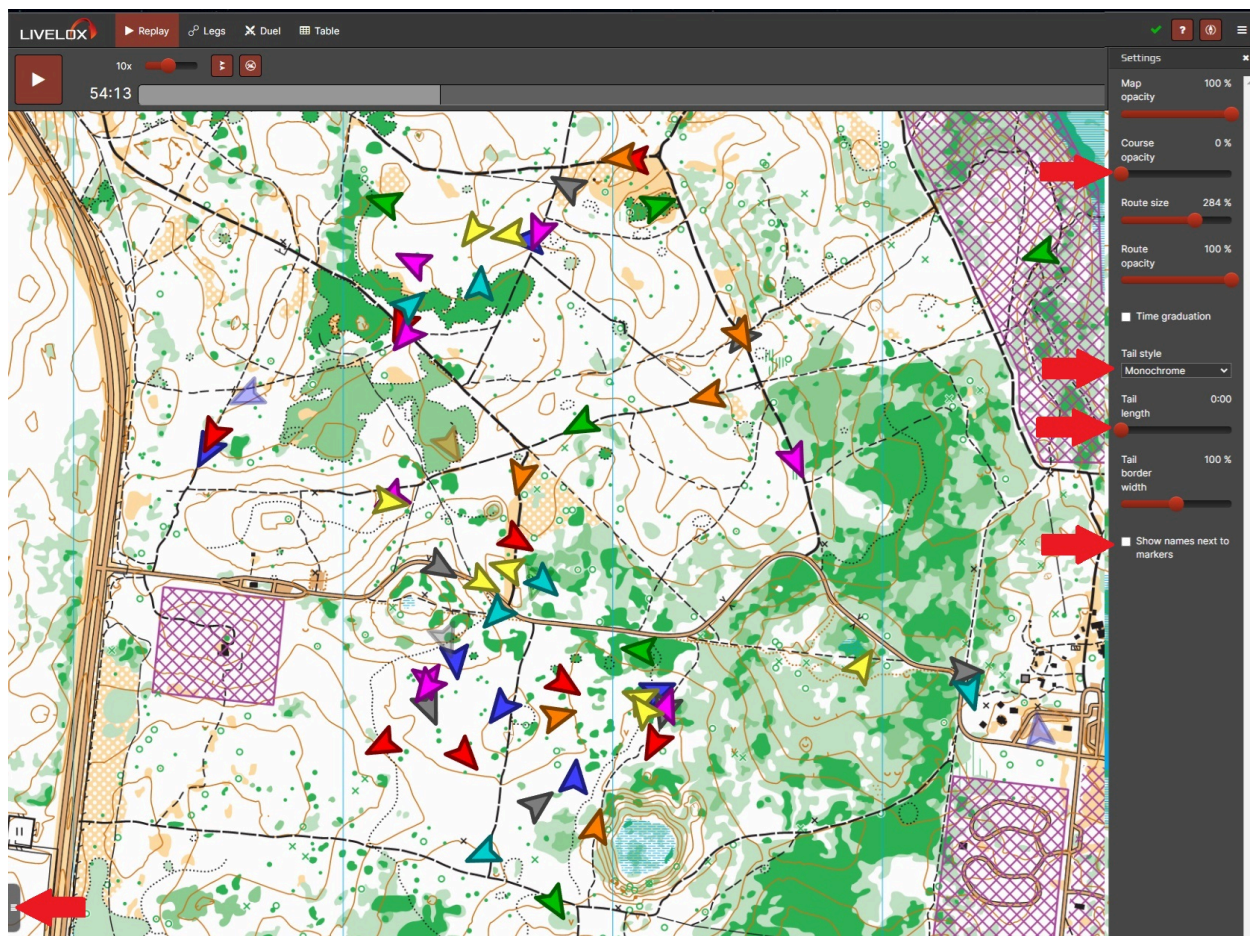 LIVELOX
Replay
Legs
Duel
Table
?
10x
54:13
Settings
×
Map opacity
100 %
Course opacity
0 %
Route size
284 %
Route opacity
100 %
Time graduation
Tail style
Monochrome
Tail length
0:00
Tail border width
100 %
Show names next to markers